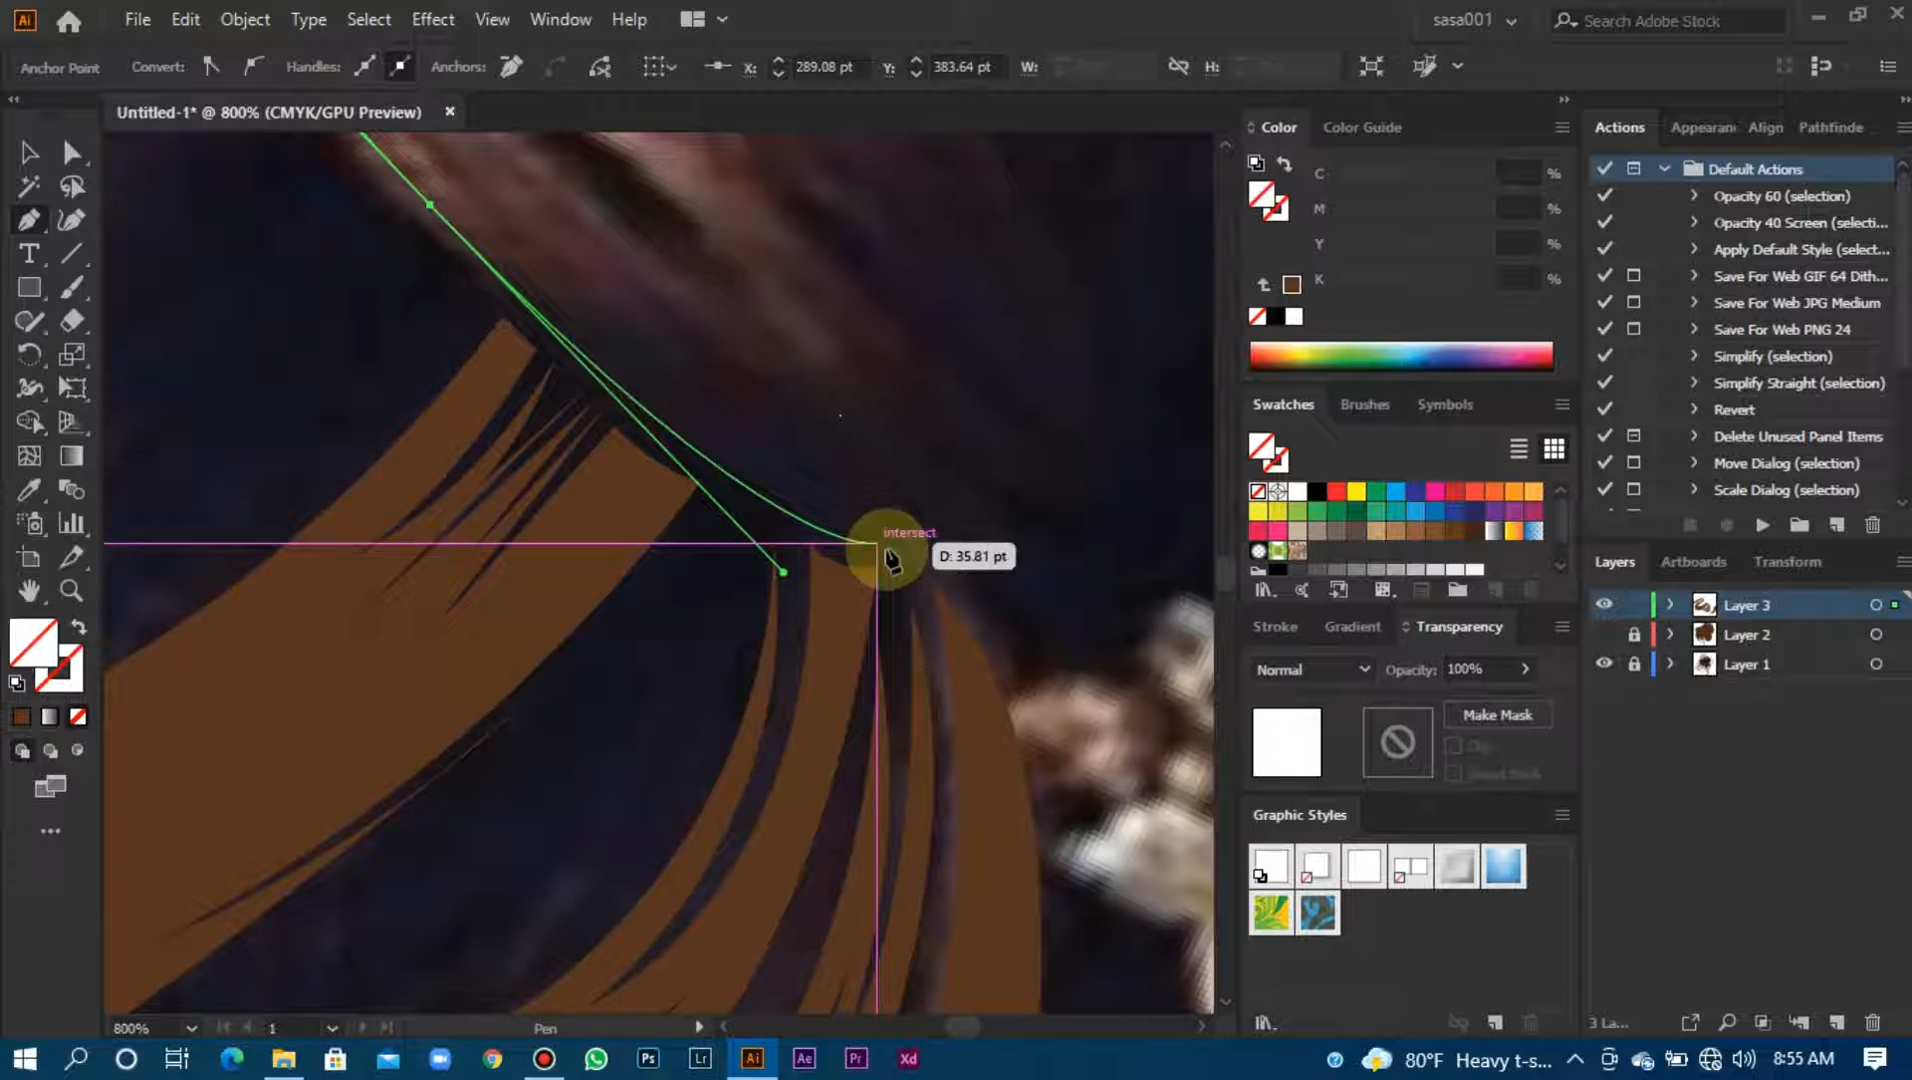 Ai File Edit Object Type Select Effect View Window Help sasa001 Search Adobe Stock
Anchor Point Convert: Handles: Anchors: X: 289.08 pt Y: 383.64 pt W: H:
Untitled-1* @ 800% (CMYK/GPU Preview)
Color Color Guide
C %
M %
Y %
K %
Swatches Brushes Symbols
Stroke Gradient Transparency
Normal Opacity: 100%
Make Mask
Graphic Styles
Actions Appearan Align Pathfinde
Default Actions
Opacity 60 (selection)
Opacity 40 Screen (selecti...
Apply Default Style (select...
Save For Web GIF 64 Dith...
Save For Web JPG Medium
Save For Web PNG 24
Simplify (selection)
Simplify Straight (selection)
Revert
Delete Unused Panel Items
Move Dialog (selection)
Scale Dialog (selection)
Layers Artboards Transform
Layer 3
Layer 2
Layer 1
3 La...
intersect
D: 35.81 pt
800% 1 Pen
Ps Lr Ai Ae Pr Xd 80°F Heavy t-s... 8:55 AM